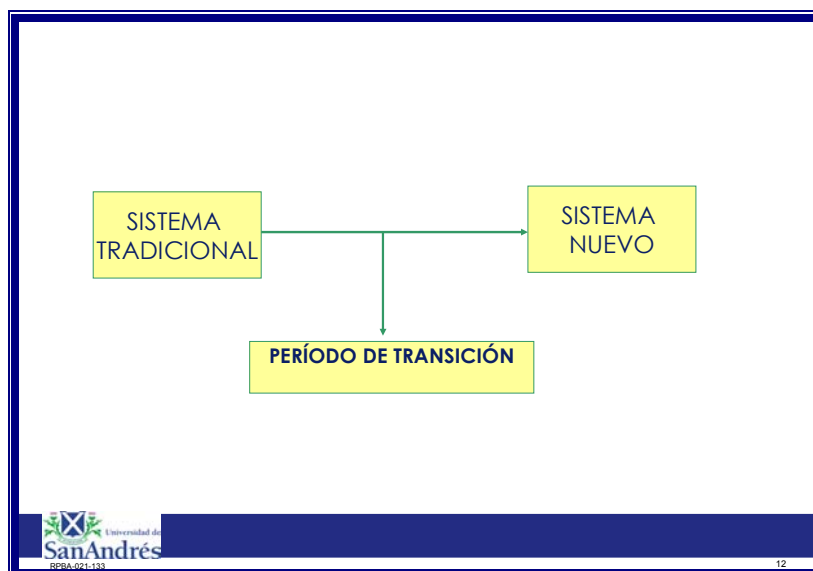 SISTEMA
TRADICIONAL
SISTEMA
NUEVO
PERÍODO DE TRANSICIÓN
Universidad de
SanAndrés
RPBA-021-133
12